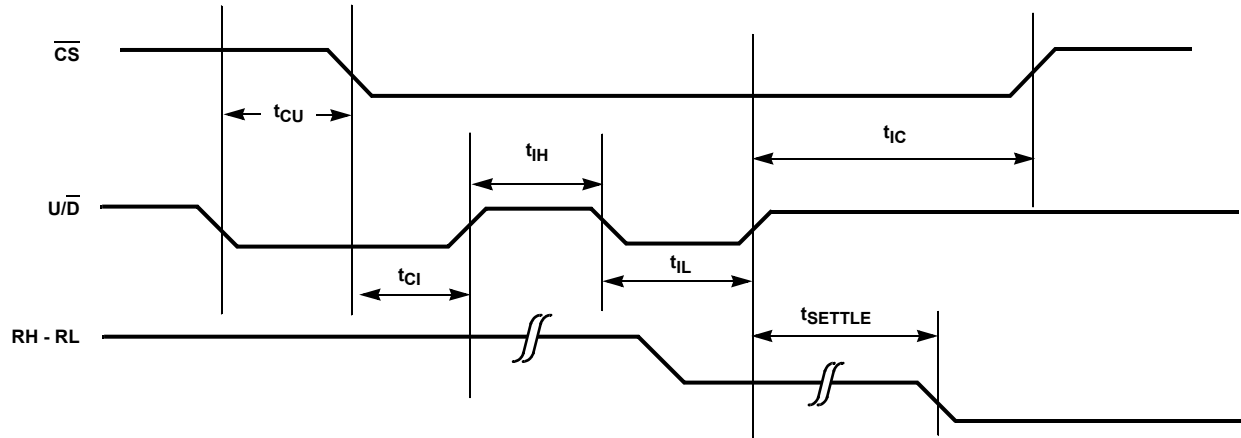 CS
tCU
tIH
tIC
U/D
tCI
tIL
RH - RL
tSETTLE